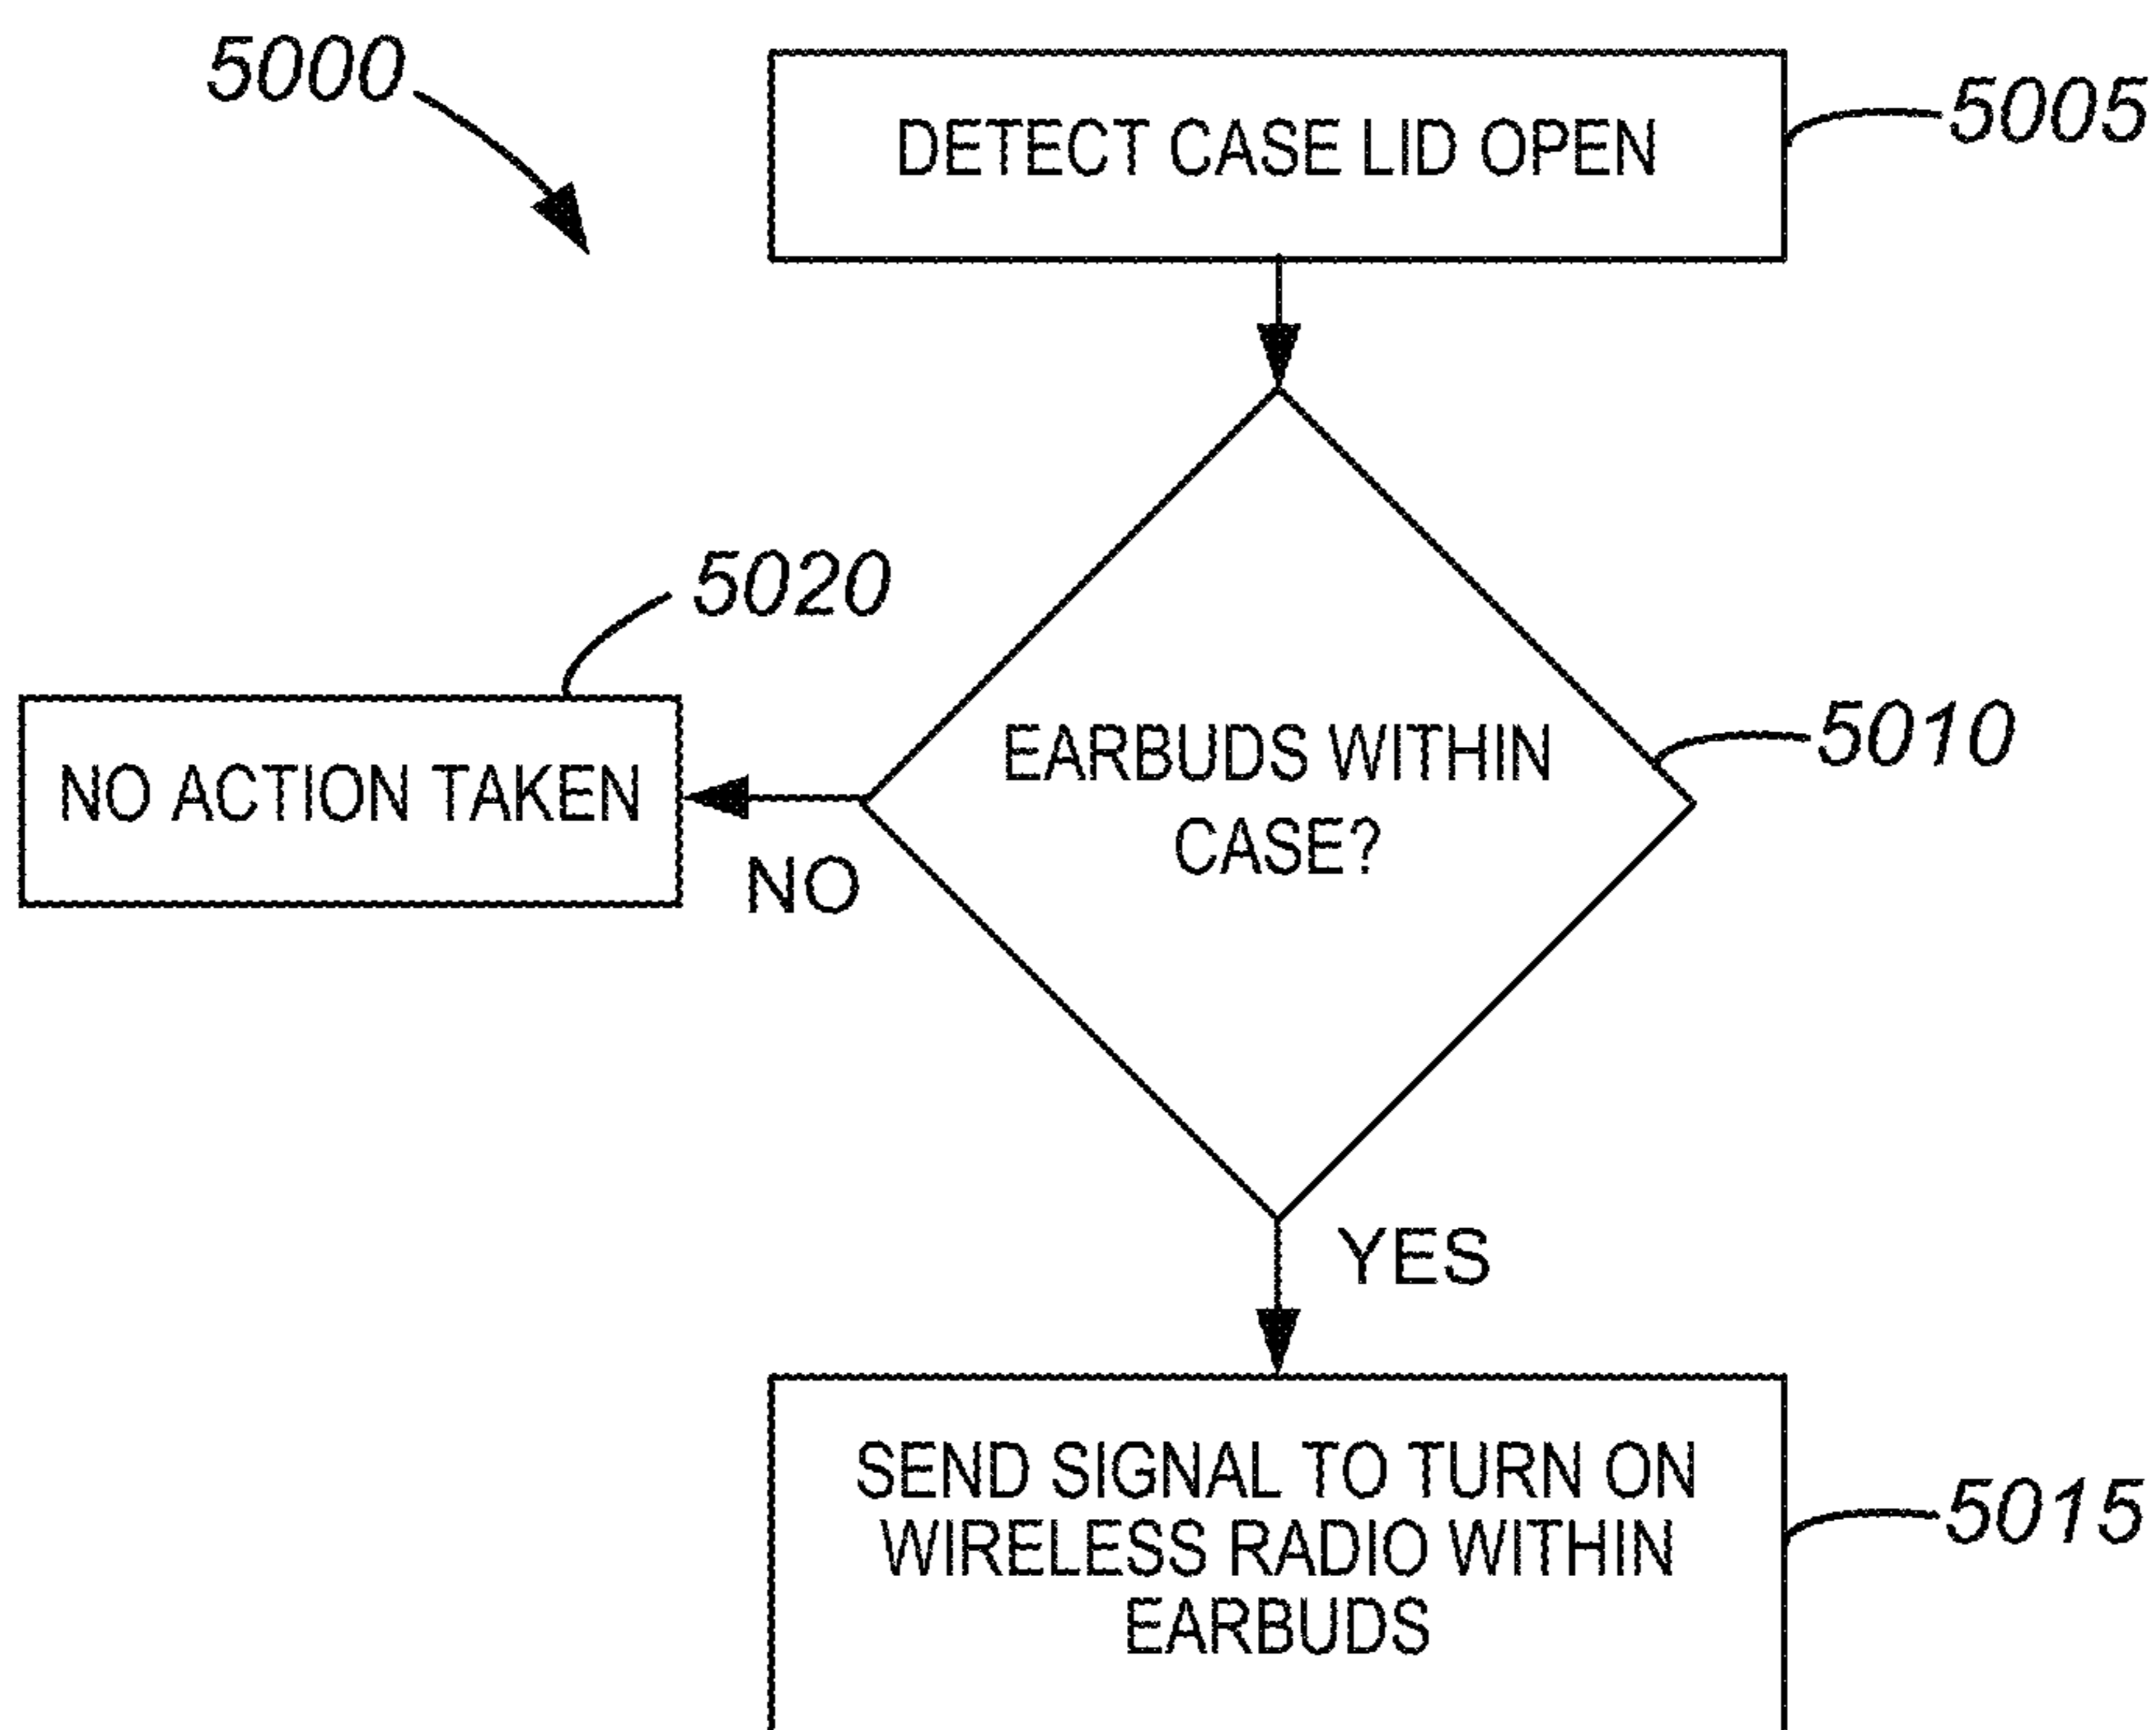 5000
DETECT CASE LID OPEN
5005
5020
EARBUDS WITHIN
CASE?
5010
NO ACTION TAKEN
NO
YES
SEND SIGNAL TO TURN ON
WIRELESS RADIO WITHIN
EARBUDS
5015